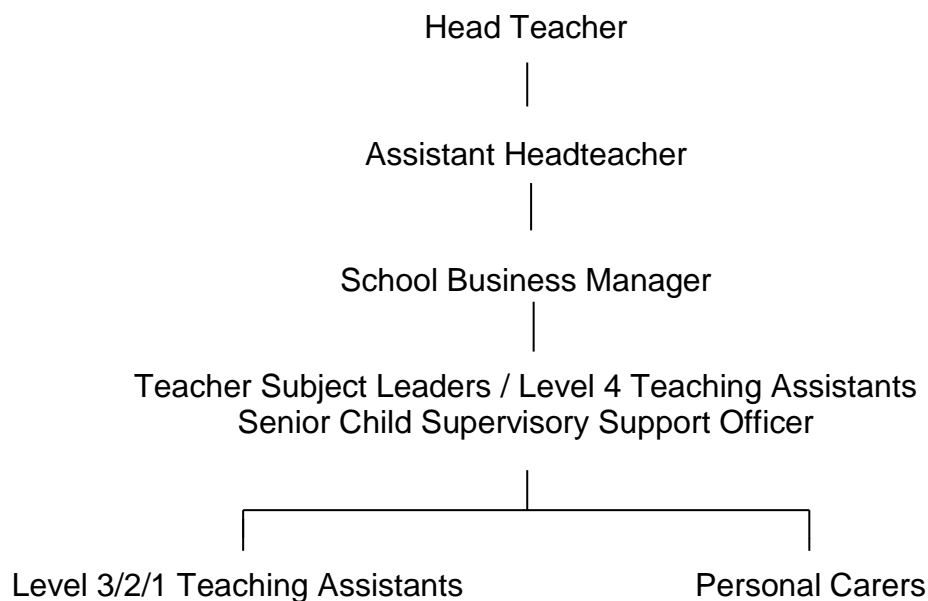 Head Teacher
Assistant Headteacher
School Business Manager
Teacher Subject Leaders / Level 4 Teaching Assistants
Senior Child Supervisory Support Officer
Level 3/2/1 Teaching Assistants
Personal Carers